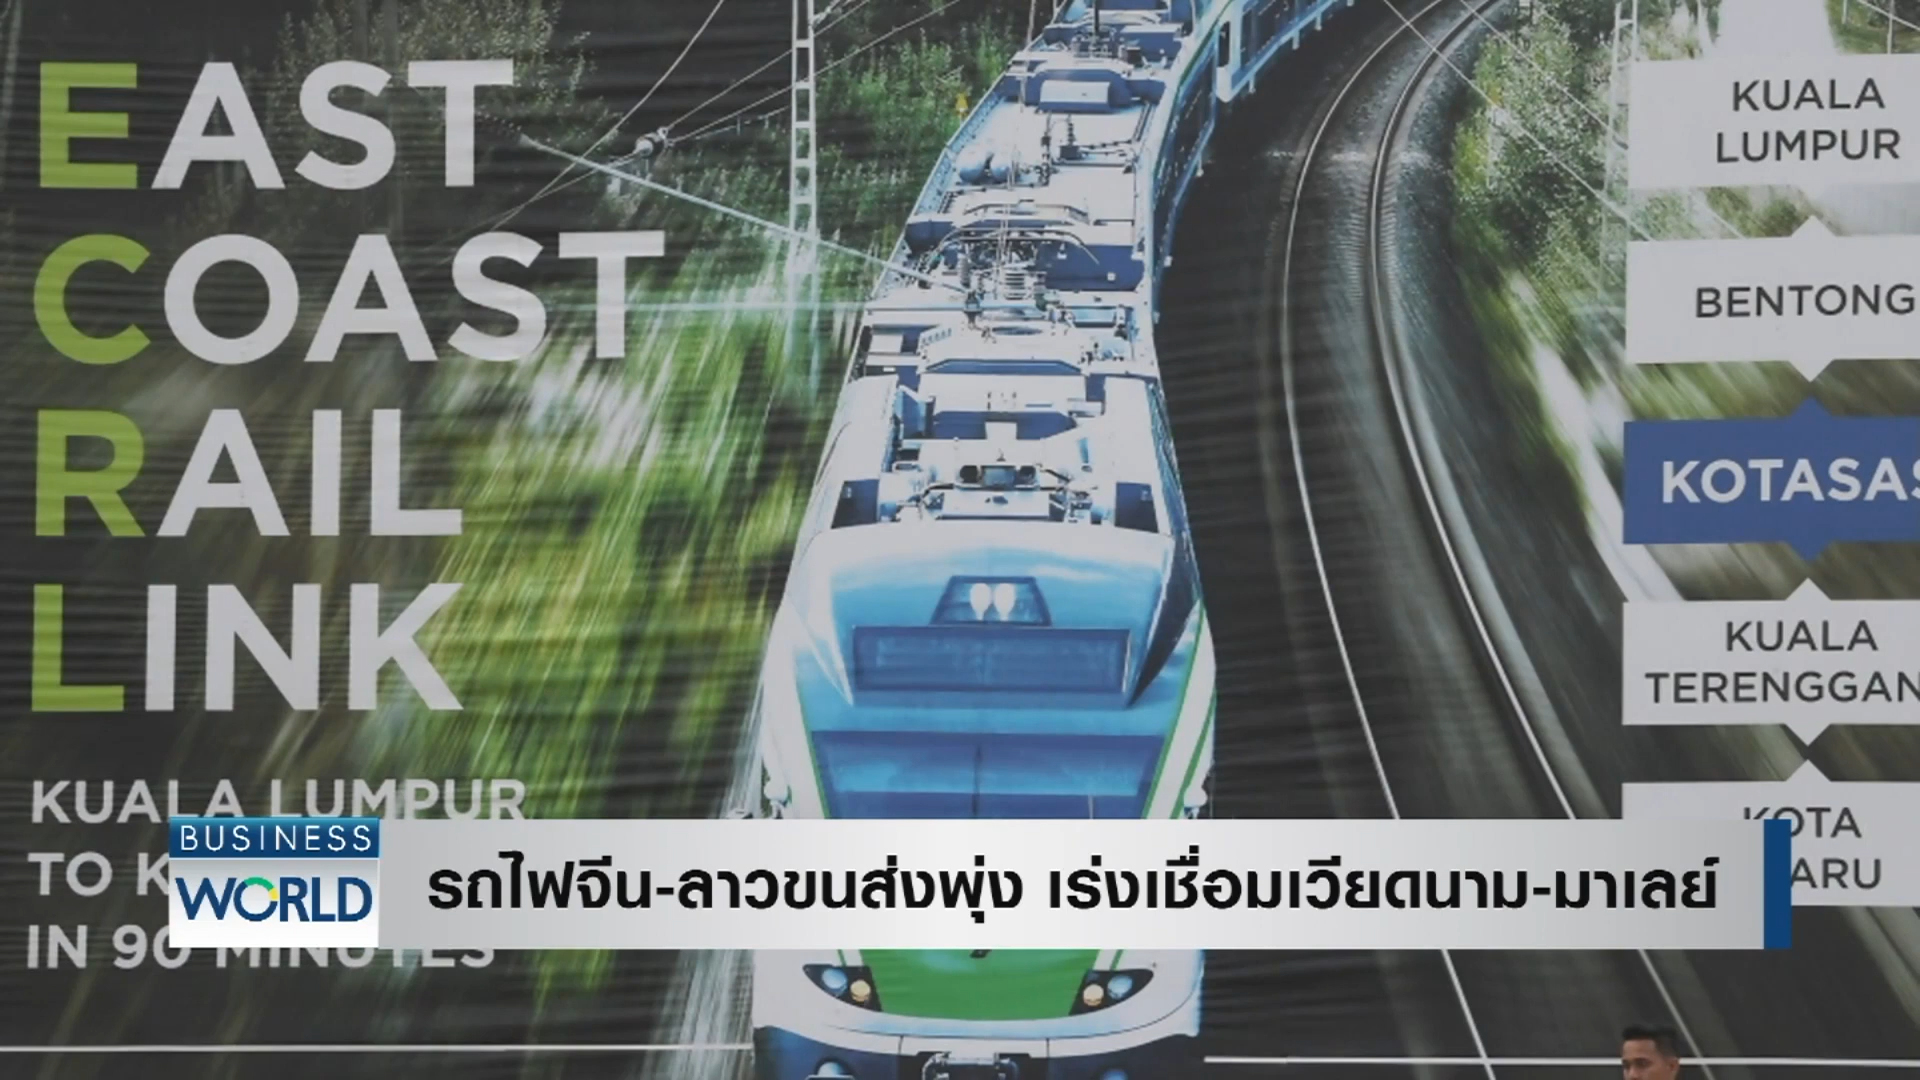 EAST
COAST
RAIL
LINK
KUALA LUMPUR
TO K
IN 90 MINUTES
KUALA
LUMPUR
BENTONG
KOTASAS
KUALA
TERENGGAN
KOTA
ARU
BUSINESS
WORLD
รถไฟจีน-ลาวขนส่งพุ่ง เร่งเชื่อมเวียดนาม-มาเลย์